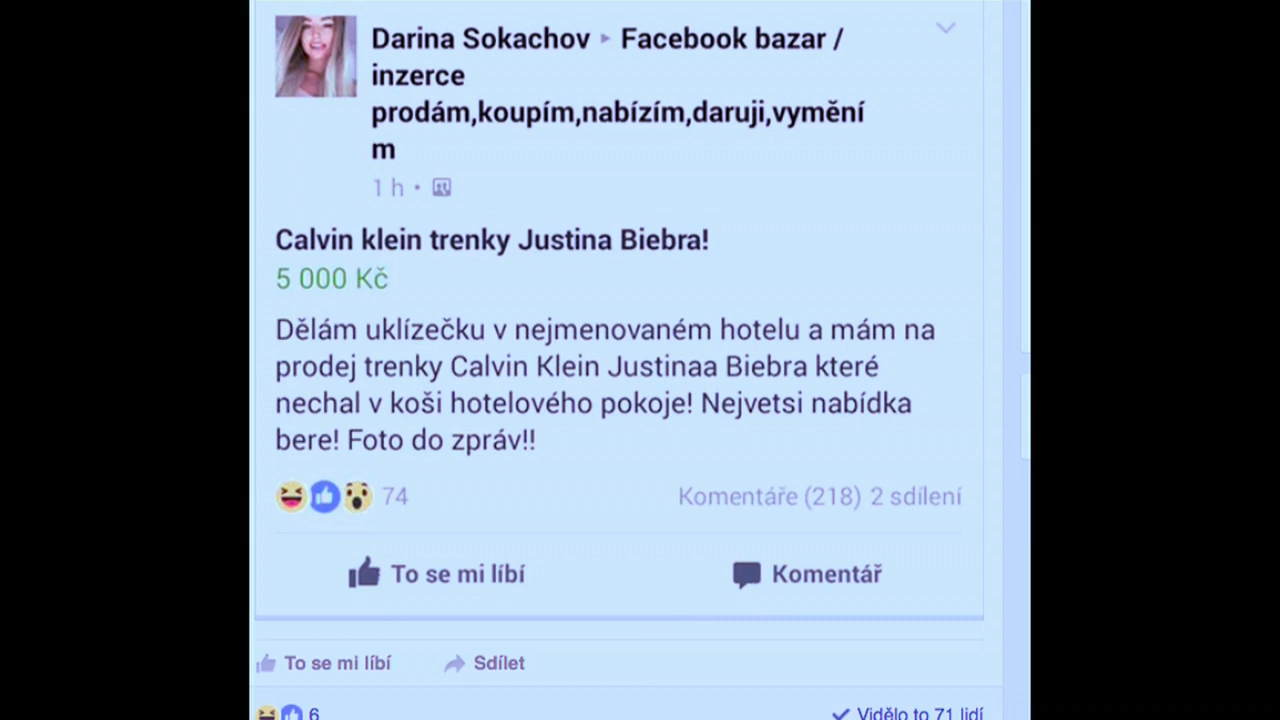 Darina Sokachov ▸ Facebook bazar /
inzerce
prodám,koupím,nabízím,daruji,vymění
m
1 h •
Calvin klein trenky Justina Biebra!
5 000 Kč
Dělám uklízečku v nejmenovaném hotelu a mám na
prodej trenky Calvin Klein Justinaa Biebra které
nechal v koši hotelového pokoje! Nejvetsi nabídka
bere! Foto do zpráv!!
74 Komentáře (218) 2 sdílení
To se mi líbí Komentář
To se mi líbí Sdílet
6 Vidělo to 71 lidí